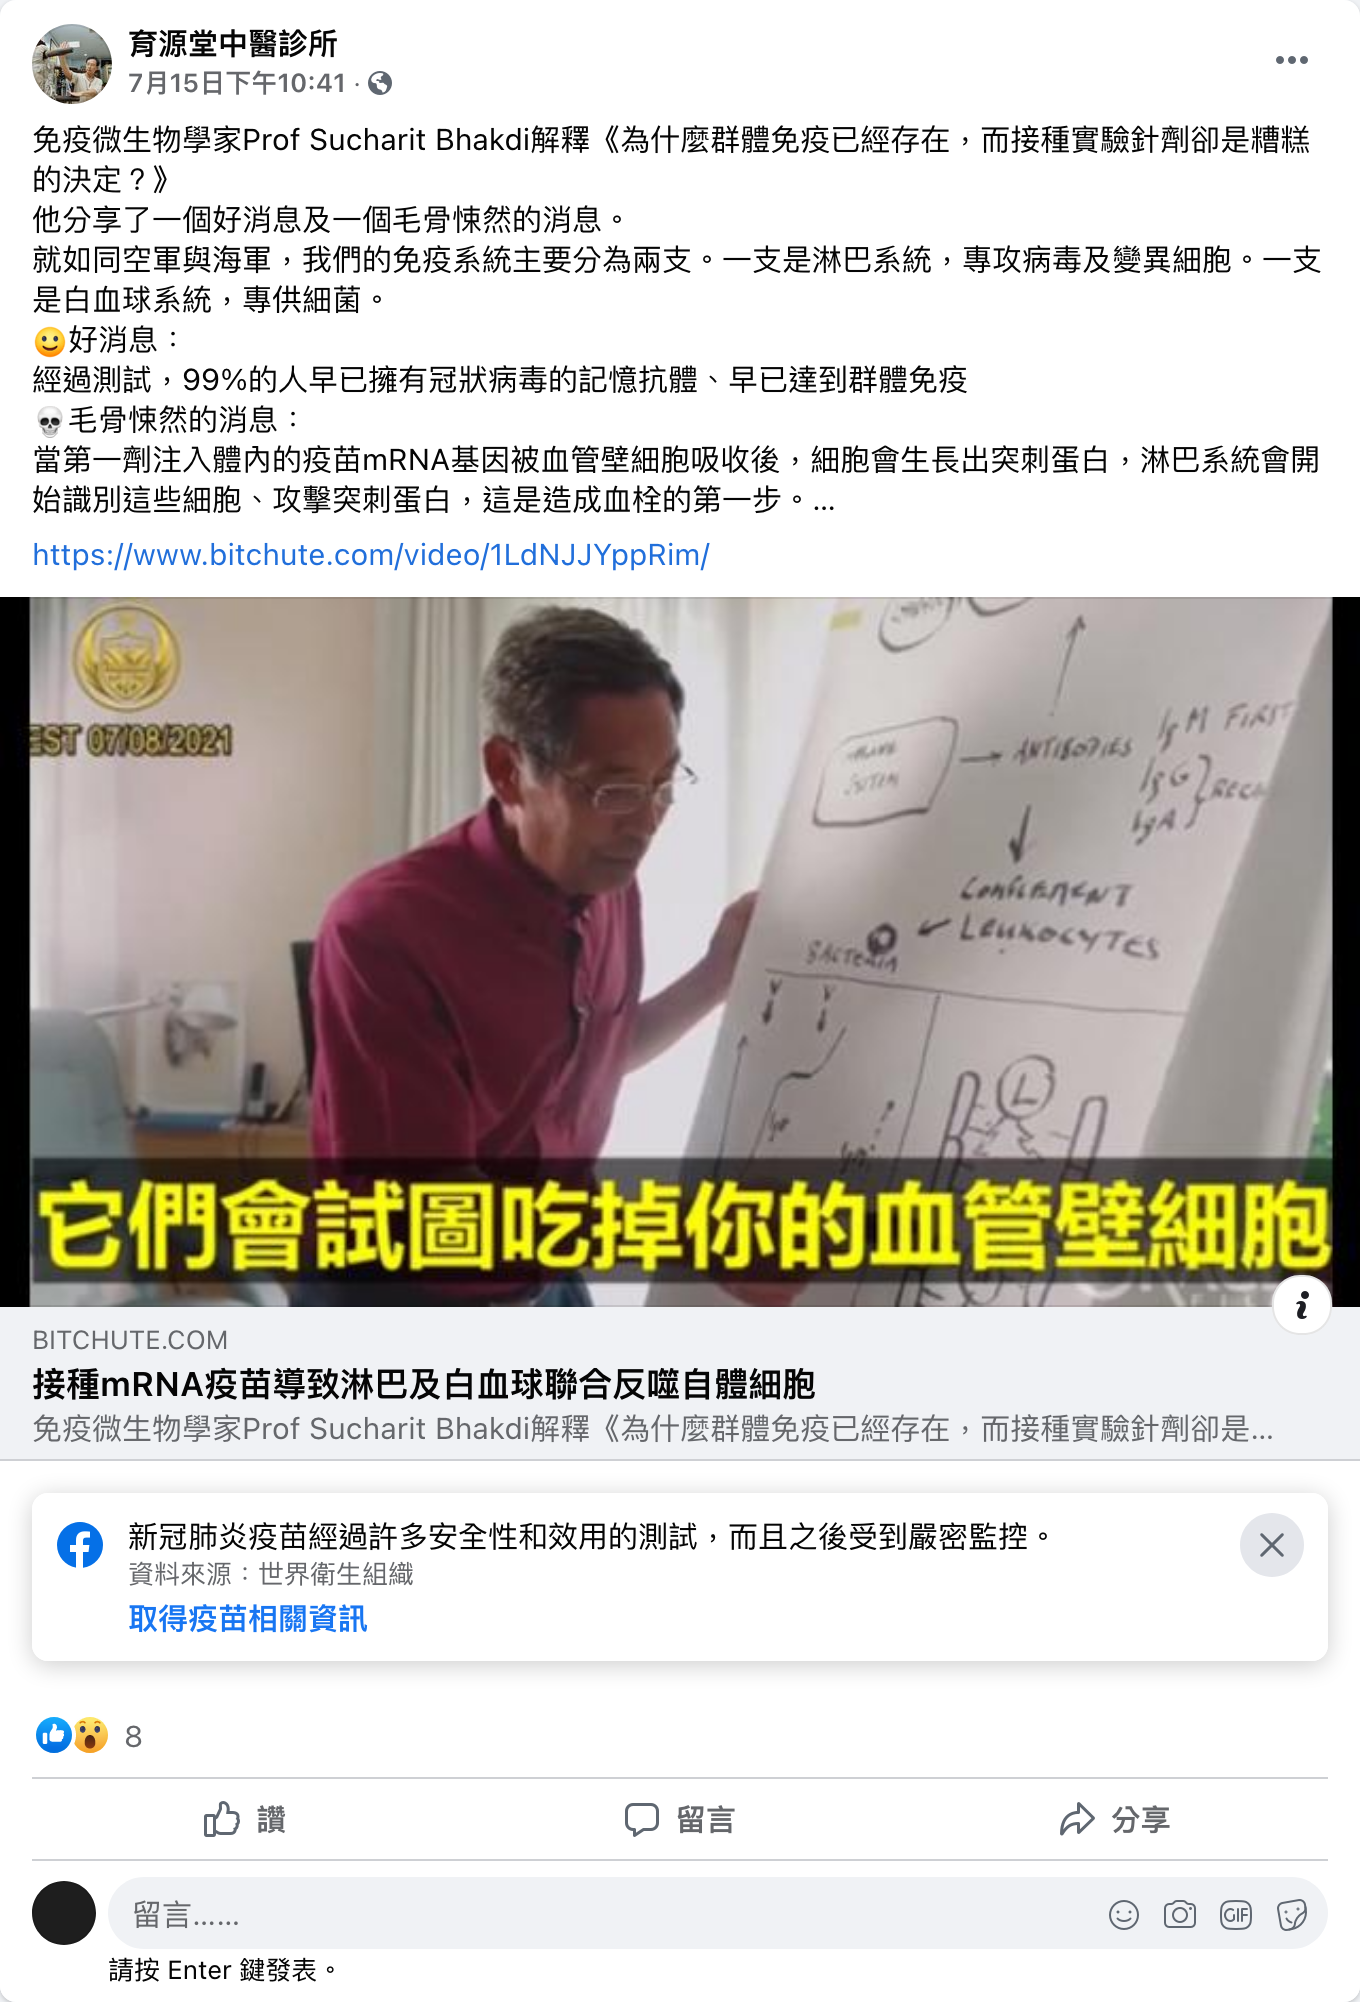 育源堂中醫診所
7月15日下午10:41 ·
免疫微生物學家Prof Sucharit Bhakdi解釋《為什麼群體免疫已經存在，而接種實驗針劑卻是糟糕
的決定？》
他分享了一個好消息及一個毛骨悚然的消息。
就如同空軍與海軍，我們的免疫系統主要分為兩支。一支是淋巴系統，專攻病毒及變異細胞。一支
是白血球系統，專供細菌。
🙂好消息：
經過測試，99%的人早已擁有冠狀病毒的記憶抗體、早已達到群體免疫
💀毛骨悚然的消息：
當第一劑注入體內的疫苗mRNA基因被血管壁細胞吸收後，細胞會生長出突刺蛋白，淋巴系統會開
始識別這些細胞、攻擊突刺蛋白，這是造成血栓的第一步。...
https://www.bitchute.com/video/1LdNJJYppRim/
EST 07/08/2021
IgM FIRST
→ ANTIBODIES
IgG
IgA
COMPLEMENT
LEUKOCYTES
BACTERIA
L
它們會試圖吃掉你的血管壁細胞
BITCHUTE.COM
接種mRNA疫苗導致淋巴及白血球聯合反噬自體細胞
免疫微生物學家Prof Sucharit Bhakdi解釋《為什麼群體免疫已經存在，而接種實驗針劑卻是...
新冠肺炎疫苗經過許多安全性和效用的測試，而且之後受到嚴密監控。
資料來源：世界衛生組織
取得疫苗相關資訊
8
讚
留言
分享
留言......
GIF
請按 Enter 鍵發表。